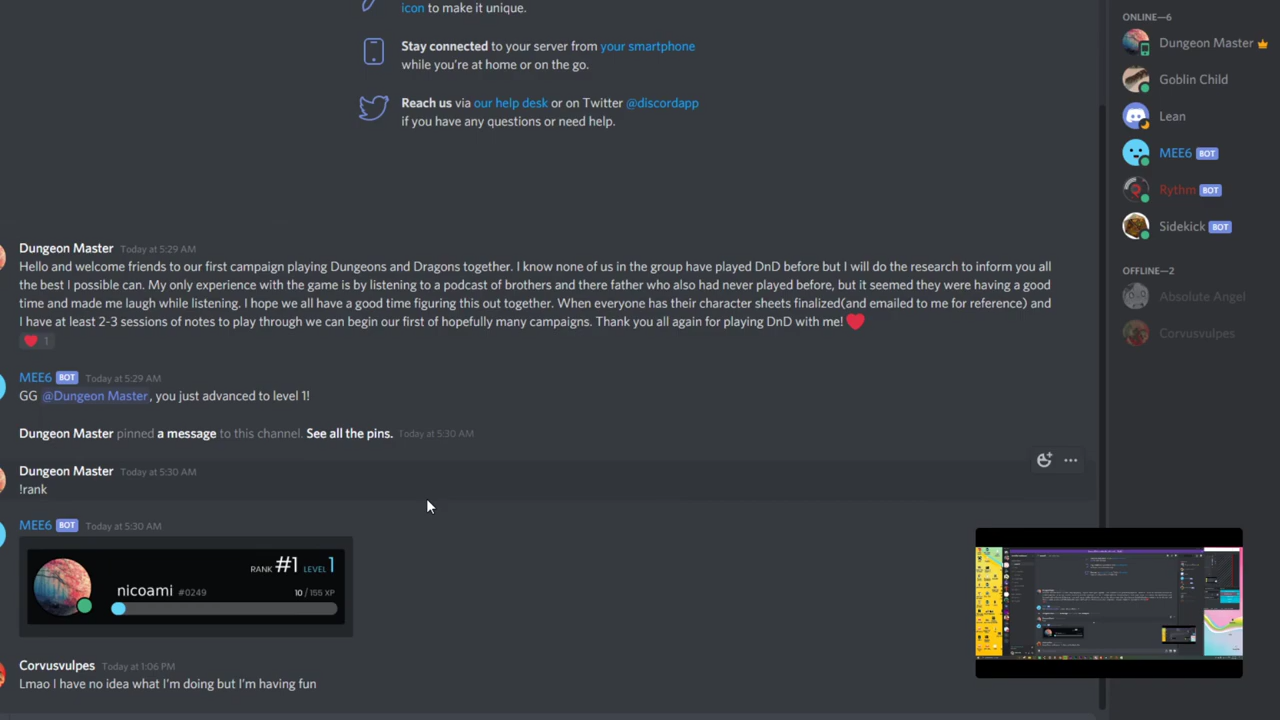 icon to make it unique.
Stay connected to your server from your smartphone
while you're at home or on the go.
Reach us via our help desk or on Twitter @discordapp
if you have any questions or need help.
Dungeon Master Today at 5:29 AM
Hello and welcome friends to our first campaign playing Dungeons and Dragons together. I know none of us in the group have played DnD before but I will do the research to inform you all
the best I possible can. My only experience with the game is by listening to a podcast of brothers and there father who also had never played before, but it seemed they were having a good
time and made me laugh while listening. I hope we all have a good time figuring this out together. When everyone has their character sheets finalized(and emailed to me for reference) and
I have at least 2-3 sessions of notes to play through we can begin our first of hopefully many campaigns. Thank you all again for playing DnD with me! ❤
❤ 1
MEE6 BOT Today at 5:29 AM
GG @Dungeon Master, you just advanced to level 1!
Dungeon Master pinned a message to this channel. See all the pins. Today at 5:30 AM
Dungeon Master Today at 5:30 AM
!rank
MEE6 BOT Today at 5:30 AM
RANK #1 LEVEL 1
nicoami #0249 10 / 155 XP
Corvusvulpes Today at 1:06 PM
Lmao I have no idea what I'm doing but I'm having fun
ONLINE—6
Dungeon Master
Goblin Child
Lean
MEE6 BOT
Rythm BOT
Sidekick BOT
OFFLINE—2
Absolute Angel
Corvusvulpes